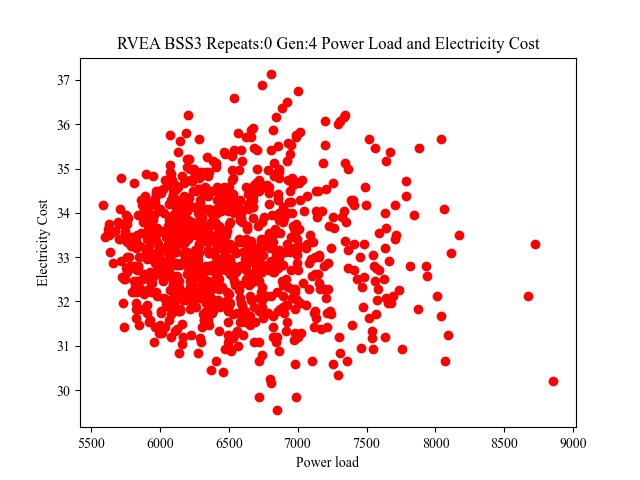 RVEA BSS3 Repeats:0 Gen:4 Power Load and Electricity Cost
37
36
35
34
33
32
31
30
Electricity Cost
5500 6000 6500 7000 7500 8000 8500 9000
Power load